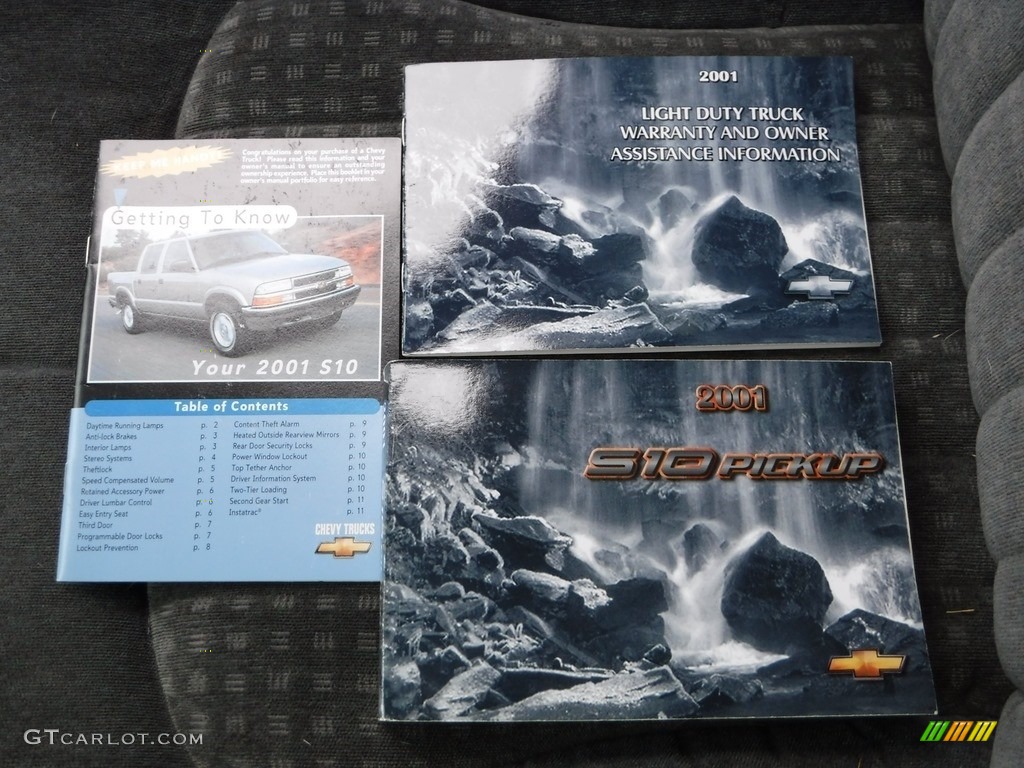 KEEP ME HANDY
Congratulations on your purchase of a Chevy
Truck! Please read this information and your
owner's manual to ensure an outstanding
ownership experience. Place this booklet in your
owner's manual portfolio for easy reference.
Getting To Know
Your 2001 S10
Table of Contents
Daytime Running Lamps p. 2
Anti-lock Brakes p. 3
Interior Lamps p. 3
Stereo Systems p. 4
Theftlock p. 5
Speed Compensated Volume p. 5
Retained Accessory Power p. 6
Driver Lumbar Control p. 6
Easy Entry Seat p. 6
Third Door p. 7
Programmable Door Locks p. 7
Lockout Prevention p. 8
Content Theft Alarm p. 9
Heated Outside Rearview Mirrors p. 9
Rear Door Security Locks p. 9
Power Window Lockout p. 10
Top Tether Anchor p. 10
Driver Information System p. 10
Two-Tier Loading p. 10
Second Gear Start p. 11
Instatrac® p. 11
CHEVY TRUCKS
2001
LIGHT DUTY TRUCK
WARRANTY AND OWNER
ASSISTANCE INFORMATION
2001
S10 PICKUP
GTCARLOT.COM